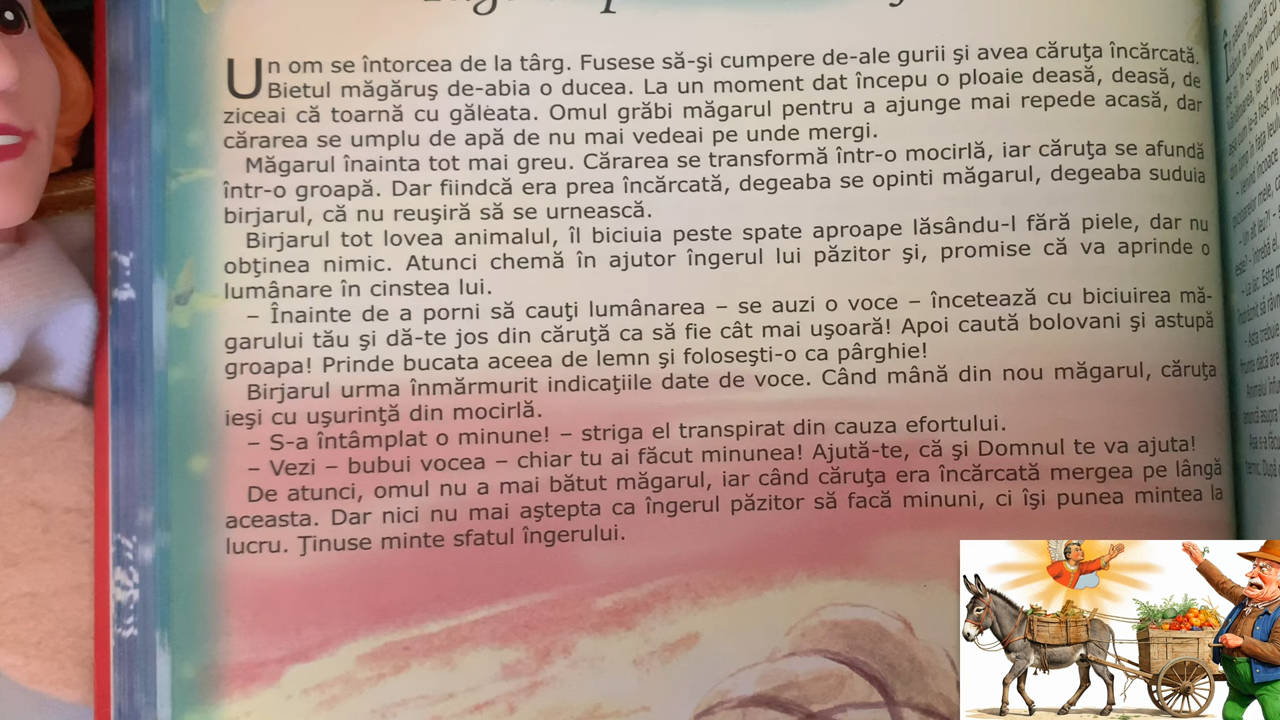 Un om se întorcea de la târg. Fusese să-şi cumpere de-ale gurii şi avea căruţa încărcată.
Bietul măgăruş de-abia o ducea. La un moment dat începu o ploaie deasă, deasă, de
ziceai că toarnă cu găleata. Omul grăbi măgarul pentru a ajunge mai repede acasă, dar
cărarea se umplu de apă de nu mai vedeai pe unde mergi.
Măgarul înainta tot mai greu. Cărarea se transformă într-o mocirlă, iar căruţa se afundă
într-o groapă. Dar fiindcă era prea încărcată, degeaba se opinti măgarul, degeaba suduia
birjarul, că nu reuşiră să se urnească.
Birjarul tot lovea animalul, îl biciuia peste spate aproape lăsându-l fără piele, dar nu
obţinea nimic. Atunci chemă în ajutor îngerul lui păzitor şi, promise că va aprinde o
lumânare în cinstea lui.
– Înainte de a porni să cauţi lumânarea – se auzi o voce – încetează cu biciuirea mă-
garului tău şi dă-te jos din căruţă ca să fie cât mai uşoară! Apoi caută bolovani şi astupă
groapa! Prinde bucata aceea de lemn şi foloseşti-o ca pârghie!
Birjarul urma înmărmurit indicaţiile date de voce. Când mână din nou măgarul, căruţa
ieşi cu uşurinţă din mocirlă.
– S-a întâmplat o minune! – striga el transpirat din cauza efortului.
– Vezi – bubui vocea – chiar tu ai făcut minunea! Ajută-te, că şi Domnul te va ajuta!
De atunci, omul nu a mai bătut măgarul, iar când căruţa era încărcată mergea pe lângă
aceasta. Dar nici nu mai aştepta ca îngerul păzitor să facă minuni, ci îşi punea mintea la
lucru. Ţinuse minte sfatul îngerului.